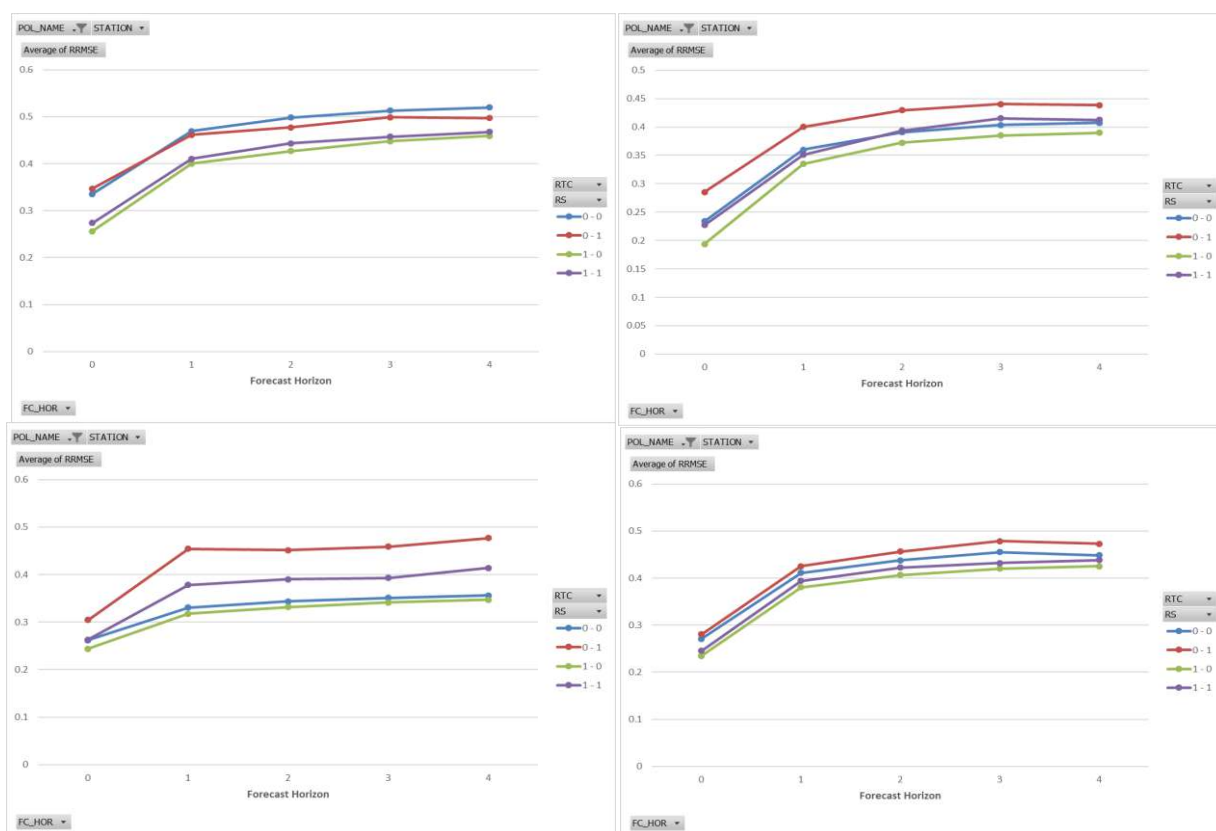 POL_NAME STATION
Average of RRMSE
0.6
0.5
0.4
0.3
0.2
0.1
0
0 1 2 3 4
Forecast Horizon
RTC
RS
0 - 0
0 - 1
1 - 0
1 - 1
FC_HOR
POL_NAME STATION
Average of RRMSE
0.5
0.45
0.4
0.35
0.3
0.25
0.2
0.15
0.1
0.05
0
0 1 2 3 4
Forecast Horizon
RTC
RS
0 - 0
0 - 1
1 - 0
1 - 1
FC_HOR
POL_NAME STATION
Average of RRMSE
0.6
0.5
0.4
0.3
0.2
0.1
0
0 1 2 3 4
Forecast Horizon
RTC
RS
0 - 0
0 - 1
1 - 0
1 - 1
FC_HOR
POL_NAME STATION
Average of RRMSE
0.6
0.5
0.4
0.3
0.2
0.1
0
0 1 2 3 4
Forecast Horizon
RTC
RS
0 - 0
0 - 1
1 - 0
1 - 1
FC_HOR